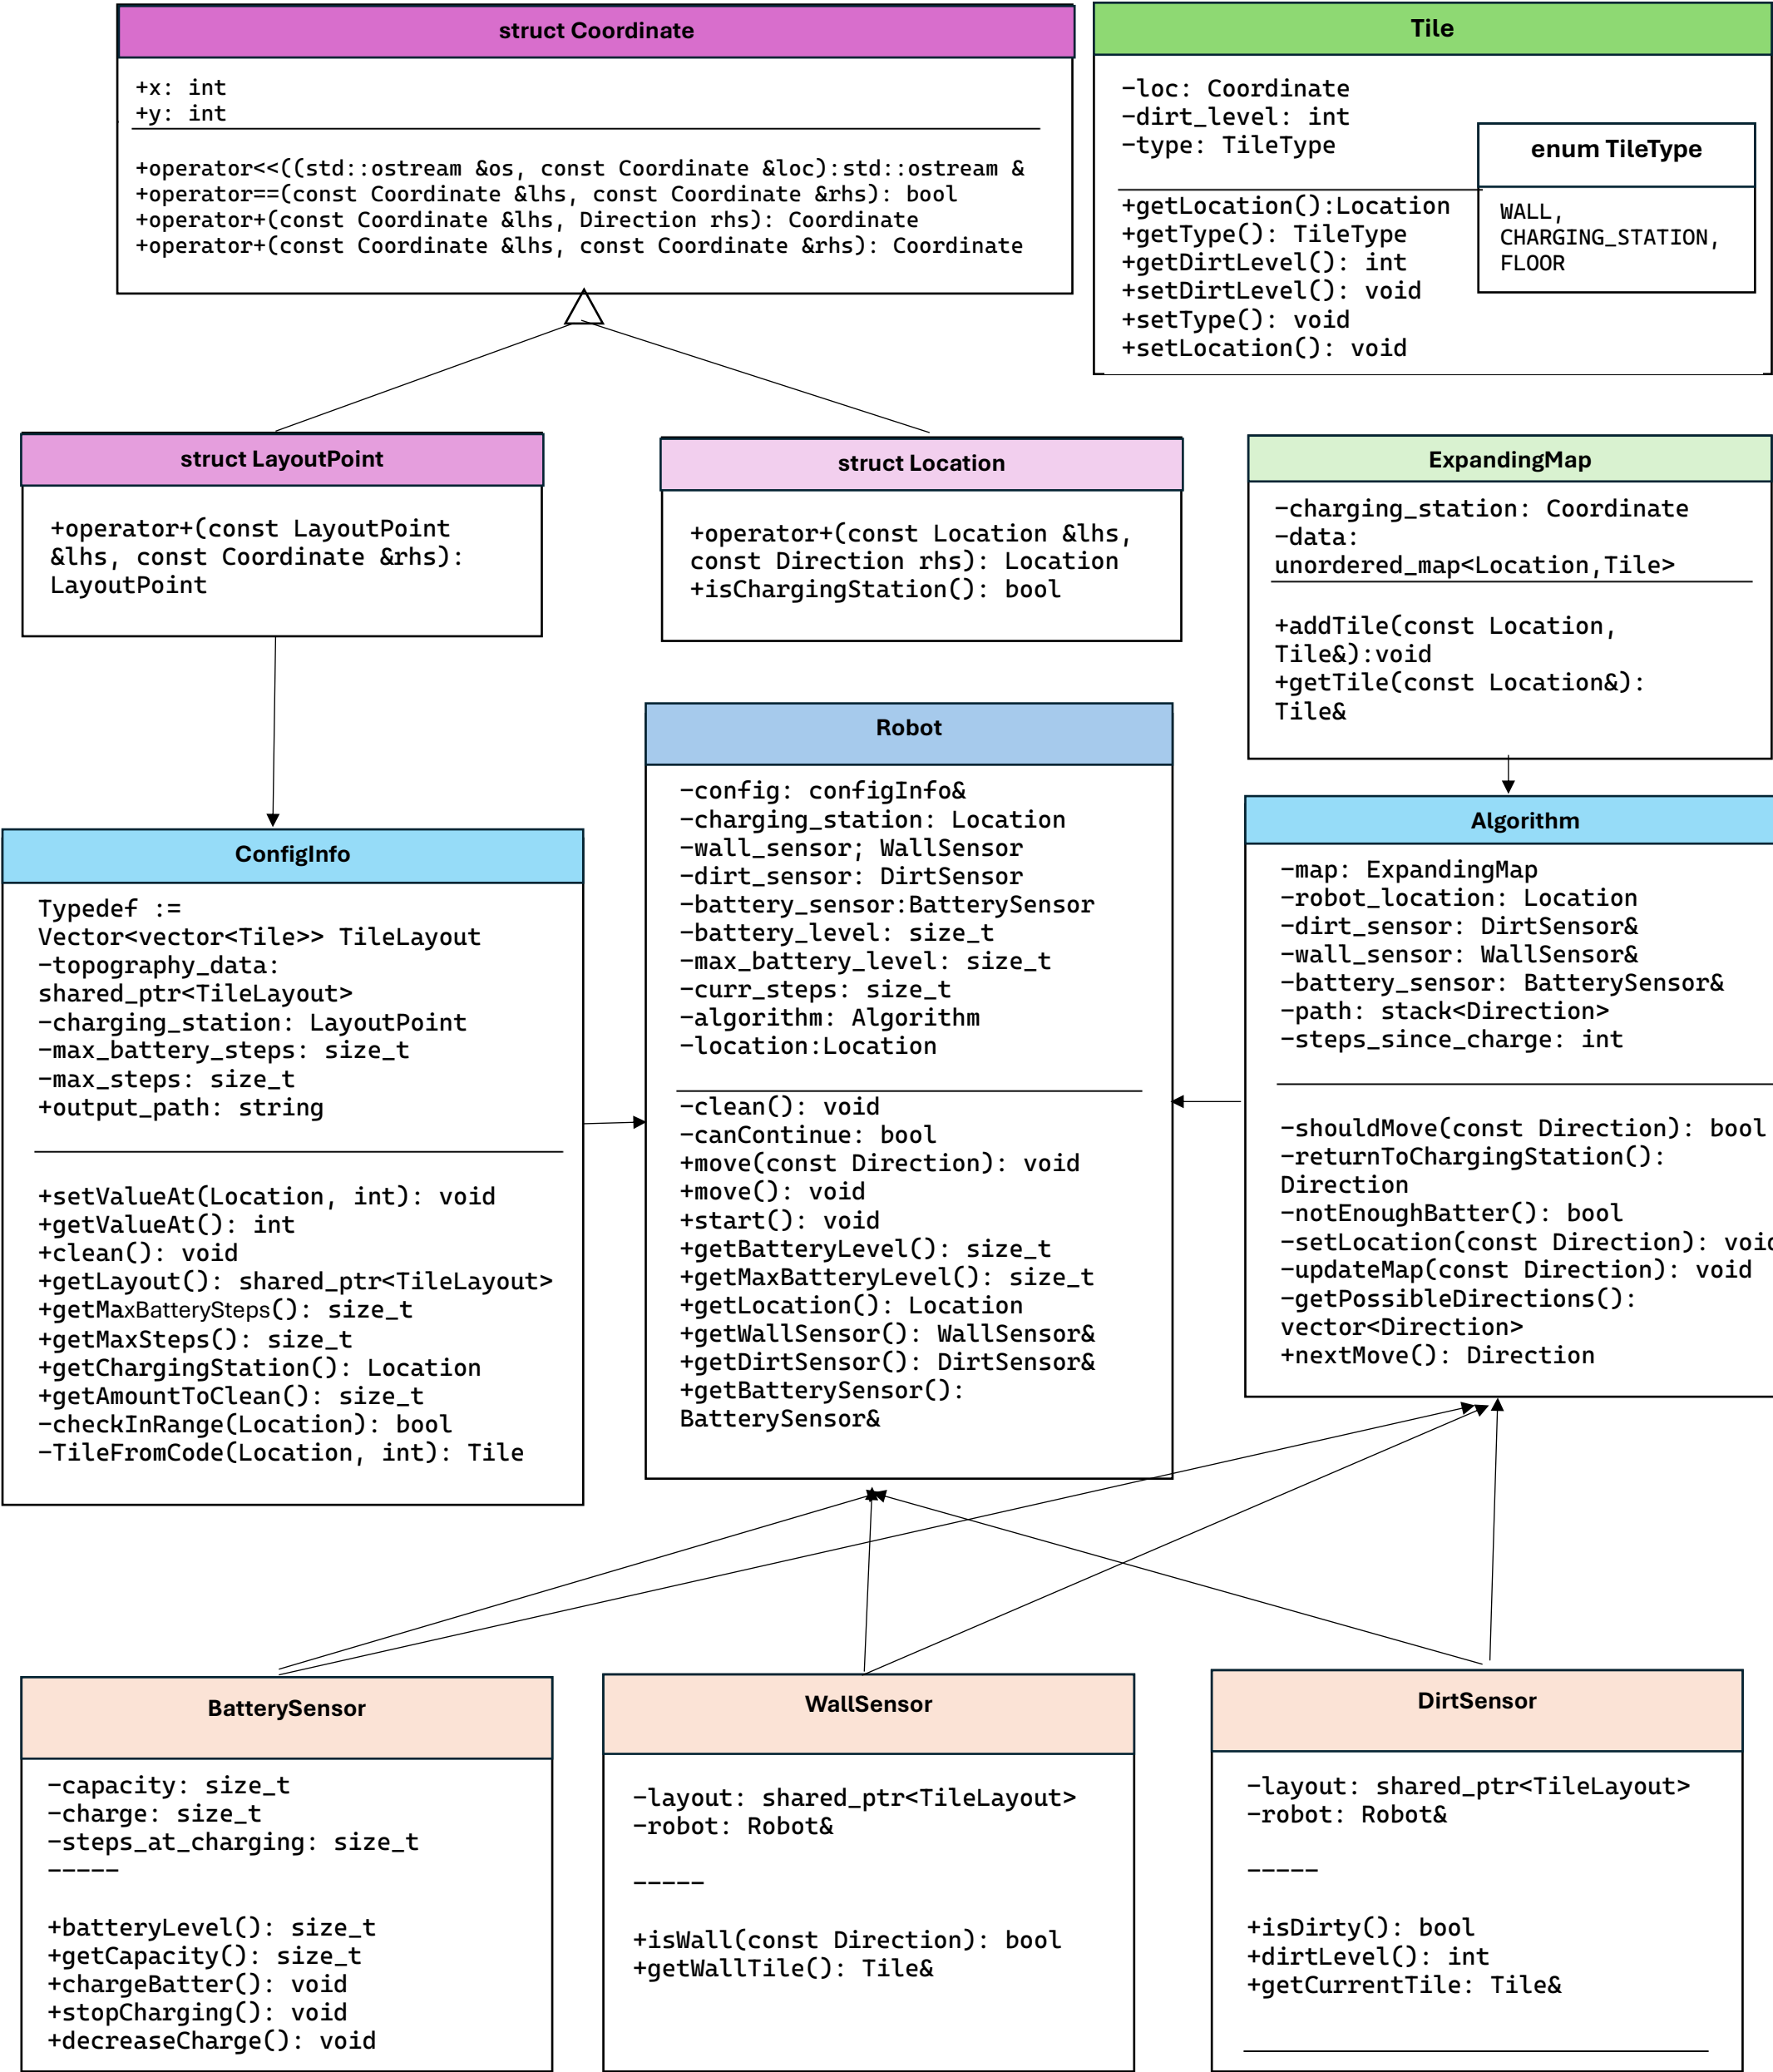 struct Coordinate
+x: int
+y: int
+operator<<((std::ostream &os, const Coordinate &loc):std::ostream &
+operator==(const Coordinate &lhs, const Coordinate &rhs): bool
+operator+(const Coordinate &lhs, Direction rhs): Coordinate
+operator+(const Coordinate &lhs, const Coordinate &rhs): Coordinate
Tile
-loc: Coordinate
-dirt_level: int
-type: TileType
+getLocation():Location
+getType(): TileType
+getDirtLevel(): int
+setDirtLevel(): void
+setType(): void
+setLocation(): void
enum TileType
WALL,
CHARGING_STATION,
FLOOR
struct LayoutPoint
+operator+(const LayoutPoint
&lhs, const Coordinate &rhs):
LayoutPoint
struct Location
+operator+(const Location &lhs,
const Direction rhs): Location
+isChargingStation(): bool
ExpandingMap
-charging_station: Coordinate
-data:
unordered_map<Location,Tile>
+addTile(const Location,
Tile&):void
+getTile(const Location&):
Tile&
ConfigInfo
Typedef :=
Vector<vector<Tile>> TileLayout
-topography_data:
shared_ptr<TileLayout>
-charging_station: LayoutPoint
-max_battery_steps: size_t
-max_steps: size_t
+output_path: string
+setValueAt(Location, int): void
+getValueAt(): int
+clean(): void
+getLayout(): shared_ptr<TileLayout>
+getMaxBatterySteps(): size_t
+getMaxSteps(): size_t
+getChargingStation(): Location
+getAmountToClean(): size_t
-checkInRange(Location): bool
-TileFromCode(Location, int): Tile
Robot
-config: configInfo&
-charging_station: Location
-wall_sensor; WallSensor
-dirt_sensor: DirtSensor
-battery_sensor:BatterySensor
-battery_level: size_t
-max_battery_level: size_t
-curr_steps: size_t
-algorithm: Algorithm
-location:Location
-clean(): void
-canContinue: bool
+move(const Direction): void
+move(): void
+start(): void
+getBatteryLevel(): size_t
+getMaxBatteryLevel(): size_t
+getLocation(): Location
+getWallSensor(): WallSensor&
+getDirtSensor(): DirtSensor&
+getBatterySensor():
BatterySensor&
Algorithm
-map: ExpandingMap
-robot_location: Location
-dirt_sensor: DirtSensor&
-wall_sensor: WallSensor&
-battery_sensor: BatterySensor&
-path: stack<Direction>
-steps_since_charge: int
-shouldMove(const Direction): bool
-returnToChargingStation():
Direction
-notEnoughBatter(): bool
-setLocation(const Direction): void
-updateMap(const Direction): void
-getPossibleDirections():
vector<Direction>
+nextMove(): Direction
BatterySensor
-capacity: size_t
-charge: size_t
-steps_at_charging: size_t
-----
+batteryLevel(): size_t
+getCapacity(): size_t
+chargeBatter(): void
+stopCharging(): void
+decreaseCharge(): void
WallSensor
-layout: shared_ptr<TileLayout>
-robot: Robot&
-----
+isWall(const Direction): bool
+getWallTile(): Tile&
DirtSensor
-layout: shared_ptr<TileLayout>
-robot: Robot&
-----
+isDirty(): bool
+dirtLevel(): int
+getCurrentTile: Tile&